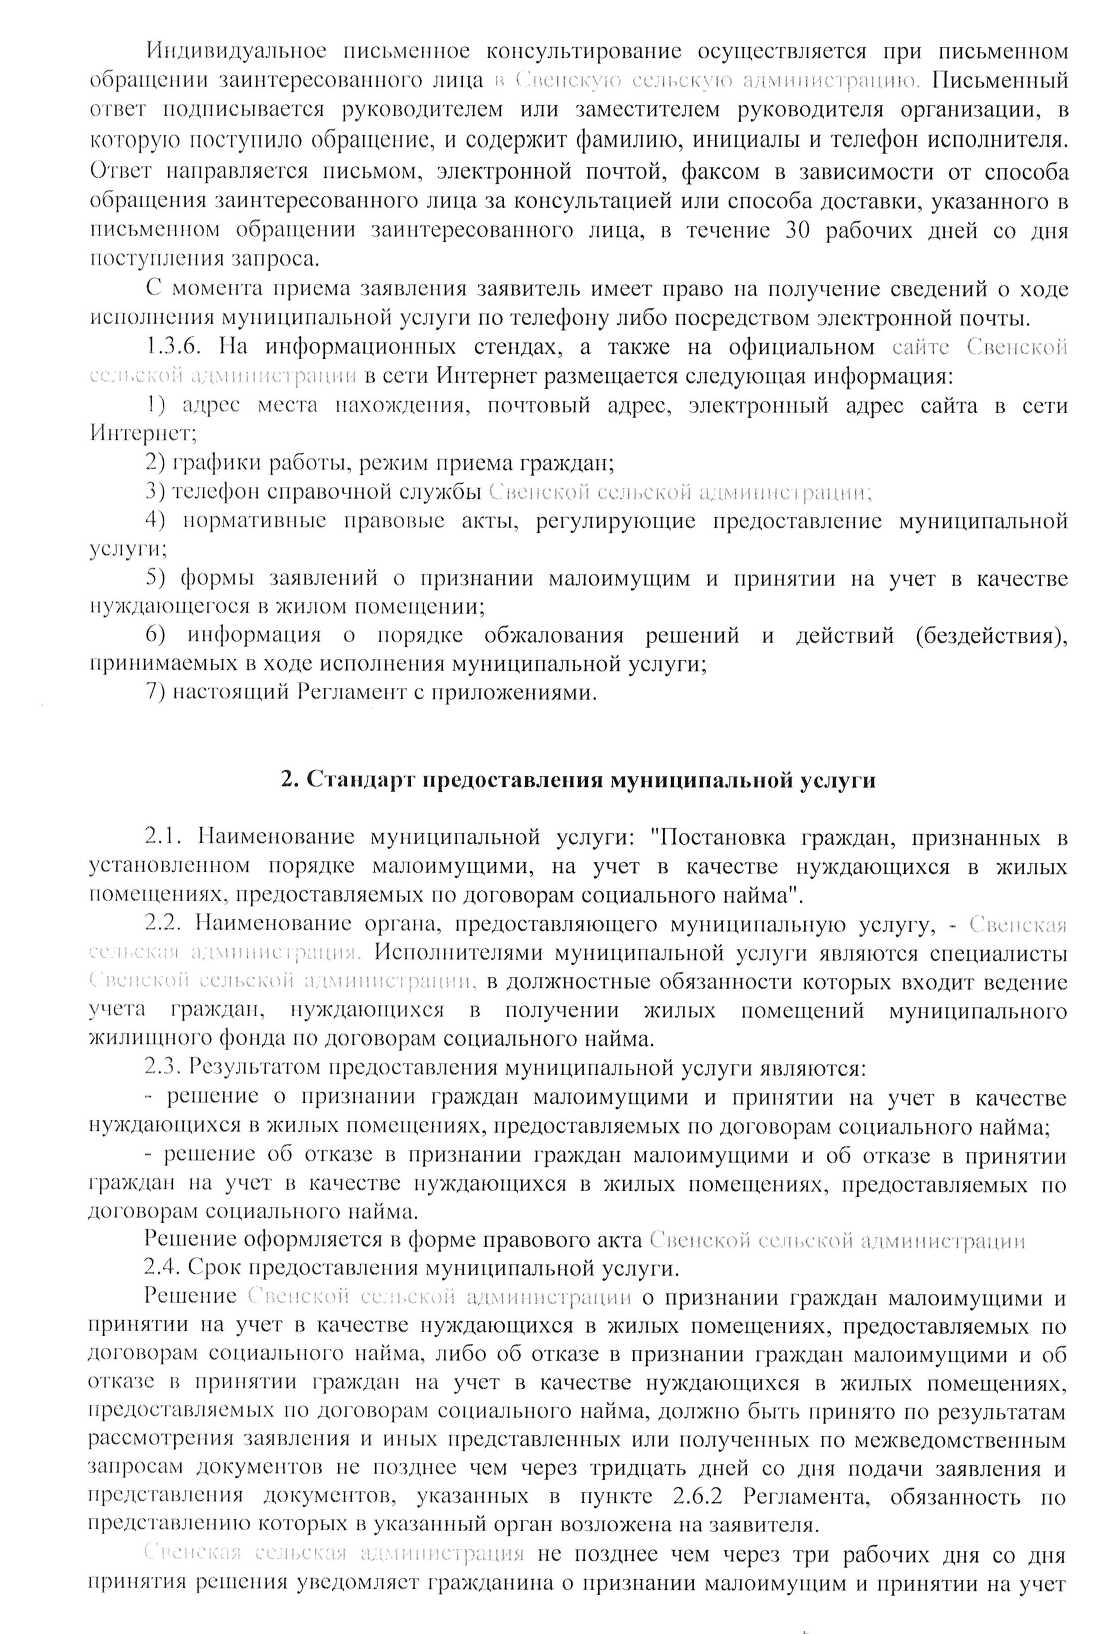 Индивидуальное письменное консультирование осуществляется при письменном
обращении заинтересованного лица в Свенскую сельскую администрацию. Письменный
ответ подписывается руководителем или заместителем руководителя организации, в
которую поступило обращение, и содержит фамилию, инициалы и телефон исполнителя.
Ответ направляется письмом, электронной почтой, факсом в зависимости от способа
обращения заинтересованного лица за консультацией или способа доставки, указанного в
письменном обращении заинтересованного лица, в течение 30 рабочих дней со дня
поступления запроса.
С момента приема заявления заявитель имеет право на получение сведений о ходе
исполнения муниципальной услуги по телефону либо посредством электронной почты.
1.3.6. На информационных стендах, а также на официальном сайте Свенской
сельской администрации в сети Интернет размещается следующая информация:
1) адрес места нахождения, почтовый адрес, электронный адрес сайта в сети
Интернет;
2) графики работы, режим приема граждан;
3) телефон справочной службы Свенской сельской администрации;
4) нормативные правовые акты, регулирующие предоставление муниципальной
услуги;
5) формы заявлений о признании малоимущим и принятии на учет в качестве
нуждающегося в жилом помещении;
6) информация о порядке обжалования решений и действий (бездействия),
принимаемых в ходе исполнения муниципальной услуги;
7) настоящий Регламент с приложениями.
2. Стандарт предоставления муниципальной услуги
2.1. Наименование муниципальной услуги: "Постановка граждан, признанных в
установленном порядке малоимущими, на учет в качестве нуждающихся в жилых
помещениях, предоставляемых по договорам социального найма".
2.2. Наименование органа, предоставляющего муниципальную услугу, - Свенская
сельская администрация. Исполнителями муниципальной услуги являются специалисты
Свенской сельской администрации, в должностные обязанности которых входит ведение
учета граждан, нуждающихся в получении жилых помещений муниципального
жилищного фонда по договорам социального найма.
2.3. Результатом предоставления муниципальной услуги являются:
- решение о признании граждан малоимущими и принятии на учет в качестве
нуждающихся в жилых помещениях, предоставляемых по договорам социального найма;
- решение об отказе в признании граждан малоимущими и об отказе в принятии
граждан на учет в качестве нуждающихся в жилых помещениях, предоставляемых по
договорам социального найма.
Решение оформляется в форме правового акта Свенской сельской администрации
2.4. Срок предоставления муниципальной услуги.
Решение Свенской сельской администрации о признании граждан малоимущими и
принятии на учет в качестве нуждающихся в жилых помещениях, предоставляемых по
договорам социального найма, либо об отказе в признании граждан малоимущими и об
отказе в принятии граждан на учет в качестве нуждающихся в жилых помещениях,
предоставляемых по договорам социального найма, должно быть принято по результатам
рассмотрения заявления и иных представленных или полученных по межведомственным
запросам документов не позднее чем через тридцать дней со дня подачи заявления и
представления документов, указанных в пункте 2.6.2 Регламента, обязанность по
представлению которых в указанный орган возложена на заявителя.
Свенская сельская администрация не позднее чем через три рабочих дня со дня
принятия решения уведомляет гражданина о признании малоимущим и принятии на учет